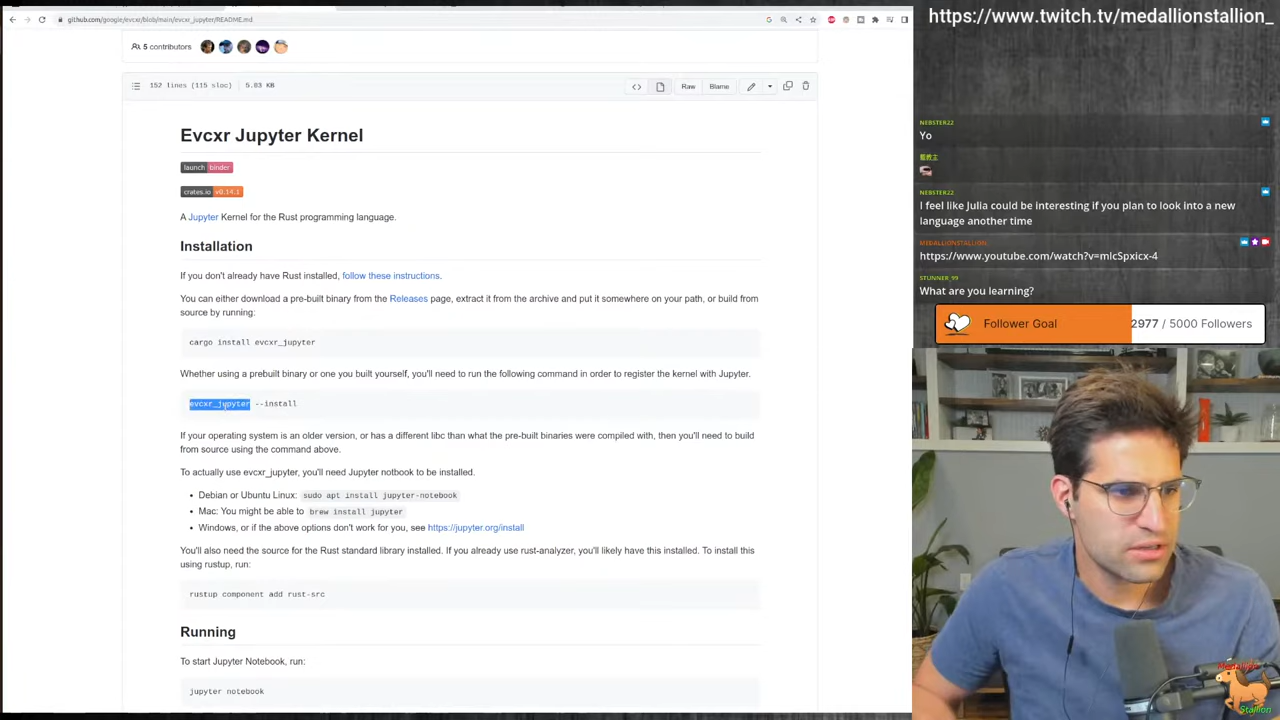 github.com/google/evcxr/blob/main/evcxr_jupyter/README.md
https://www.twitch.tv/medallionstallion_
5 contributors
152 lines (115 sloc) 5.83 KB
Raw
Blame
Evcxr Jupyter Kernel
launch binder
crates.io v0.14.1
A Jupyter Kernel for the Rust programming language.
Installation
If you don't already have Rust installed, follow these instructions.
You can either download a pre-built binary from the Releases page, extract it from the archive and put it somewhere on your path, or build from
source by running:
cargo install evcxr_jupyter
Whether using a prebuilt binary or one you built yourself, you'll need to run the following command in order to register the kernel with Jupyter.
evcxr_jupyter --install
If your operating system is an older version, or has a different libc than what the pre-built binaries were compiled with, then you'll need to build
from source using the command above.
To actually use evcxr_jupyter, you'll need Jupyter notbook to be installed.
• Debian or Ubuntu Linux: sudo apt install jupyter-notebook
• Mac: You might be able to brew install jupyter
• Windows, or if the above options don't work for you, see https://jupyter.org/install
You'll also need the source for the Rust standard library installed. If you already use rust-analyzer, you'll likely have this installed. To install this
using rustup, run:
rustup component add rust-src
Running
To start Jupyter Notebook, run:
jupyter notebook
NEBSTER22
Yo
NEBSTER22
I feel like Julia could be interesting if you plan to look into a new
language another time
MEDALLIONSTALLION_
https://www.youtube.com/watch?v=mlcSpxicx-4
STUNNER_99
What are you learning?
Follower Goal
2977 / 5000 Followers
Medallion
Stallion